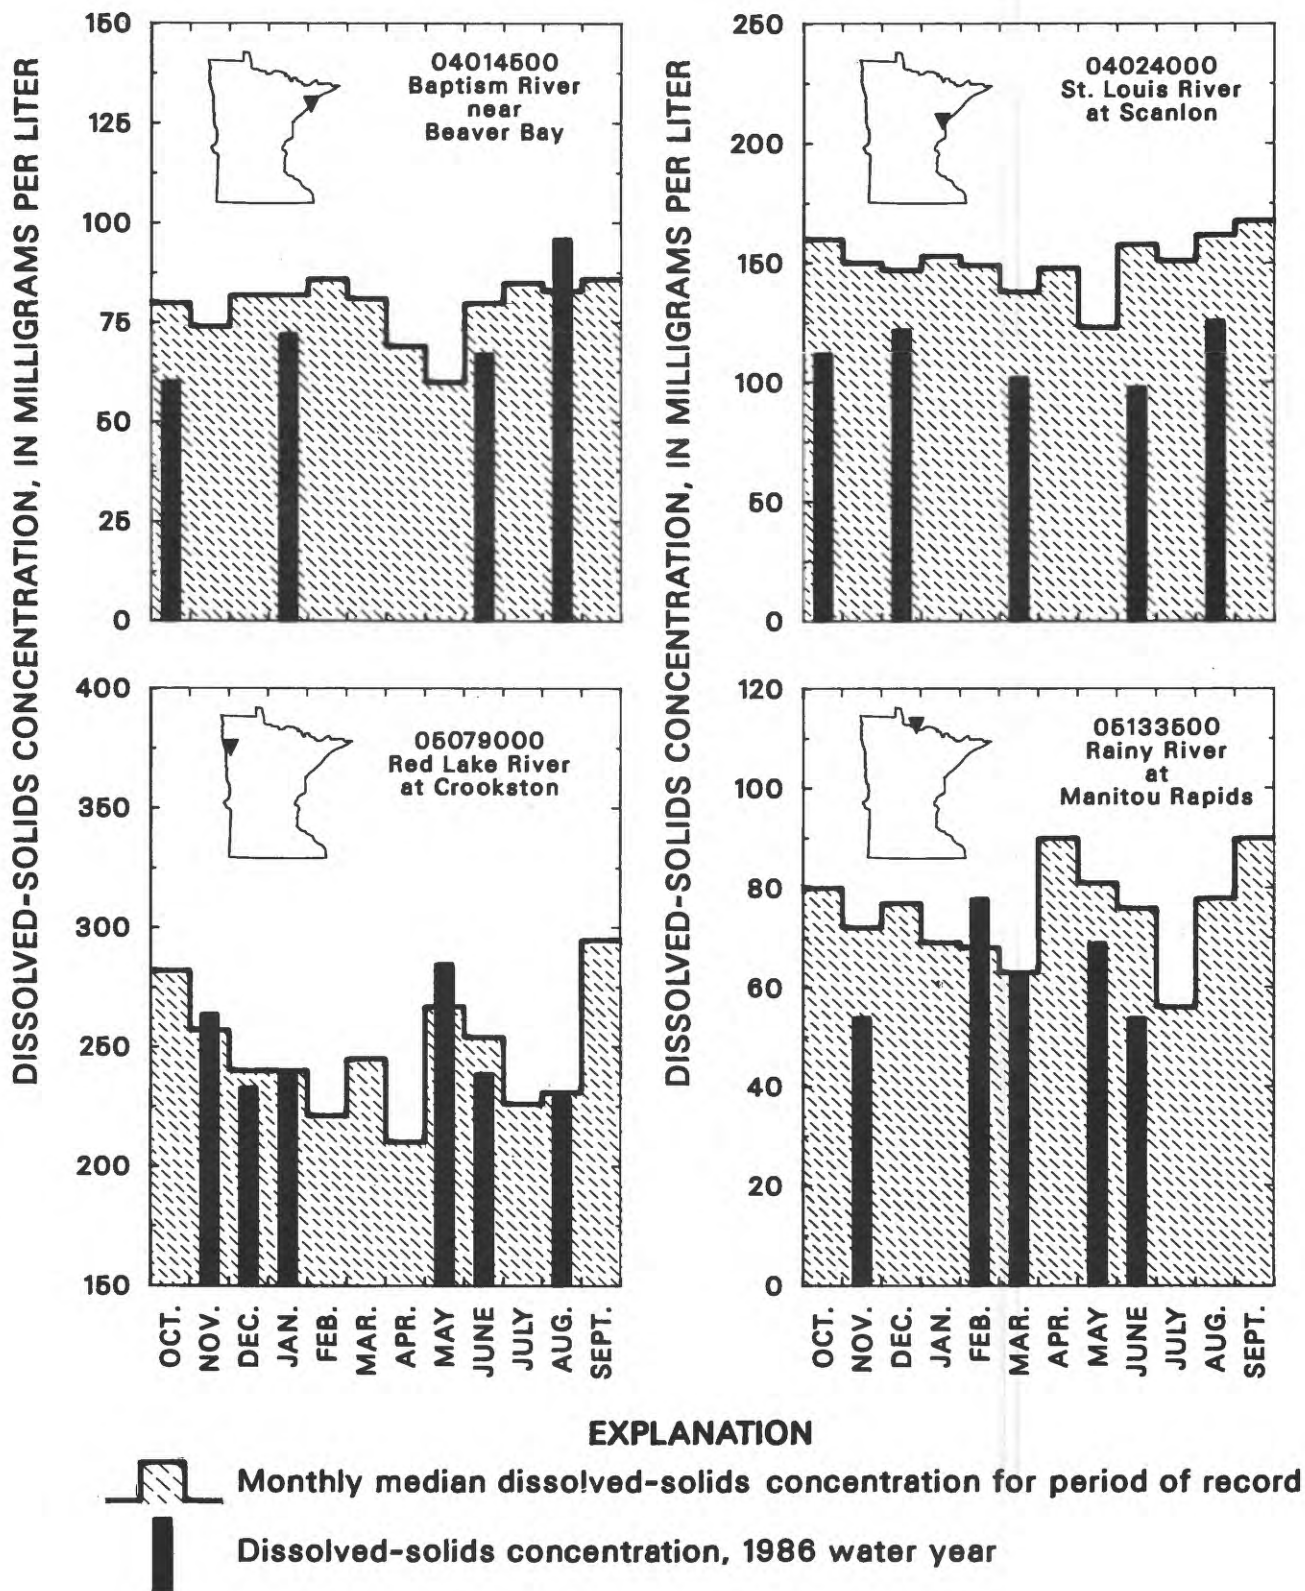 DISSOLVED-SOLIDS CONCENTRATION, IN MILLIGRAMS PER LITER
150
125
100
75
50
25
0
04014500
Baptism River
near
Beaver Bay
400
350
300
250
200
150
05079000
Red Lake River
at Crookston
OCT.
NOV.
DEC.
JAN.
FEB.
MAR.
APR.
MAY
JUNE
JULY
AUG.
SEPT.
DISSOLVED-SOLIDS CONCENTRATION, IN MILLIGRAMS PER LITER
250
200
150
100
50
0
04024000
St. Louis River
at Scanlon
120
100
80
60
40
20
0
05133500
Rainy River
at
Manitou Rapids
OCT.
NOV.
DEC.
JAN.
FEB.
MAR.
APR.
MAY
JUNE
JULY
AUG.
SEPT.
EXPLANATION
Monthly median dissolved-solids concentration for period of record
Dissolved-solids concentration, 1986 water year